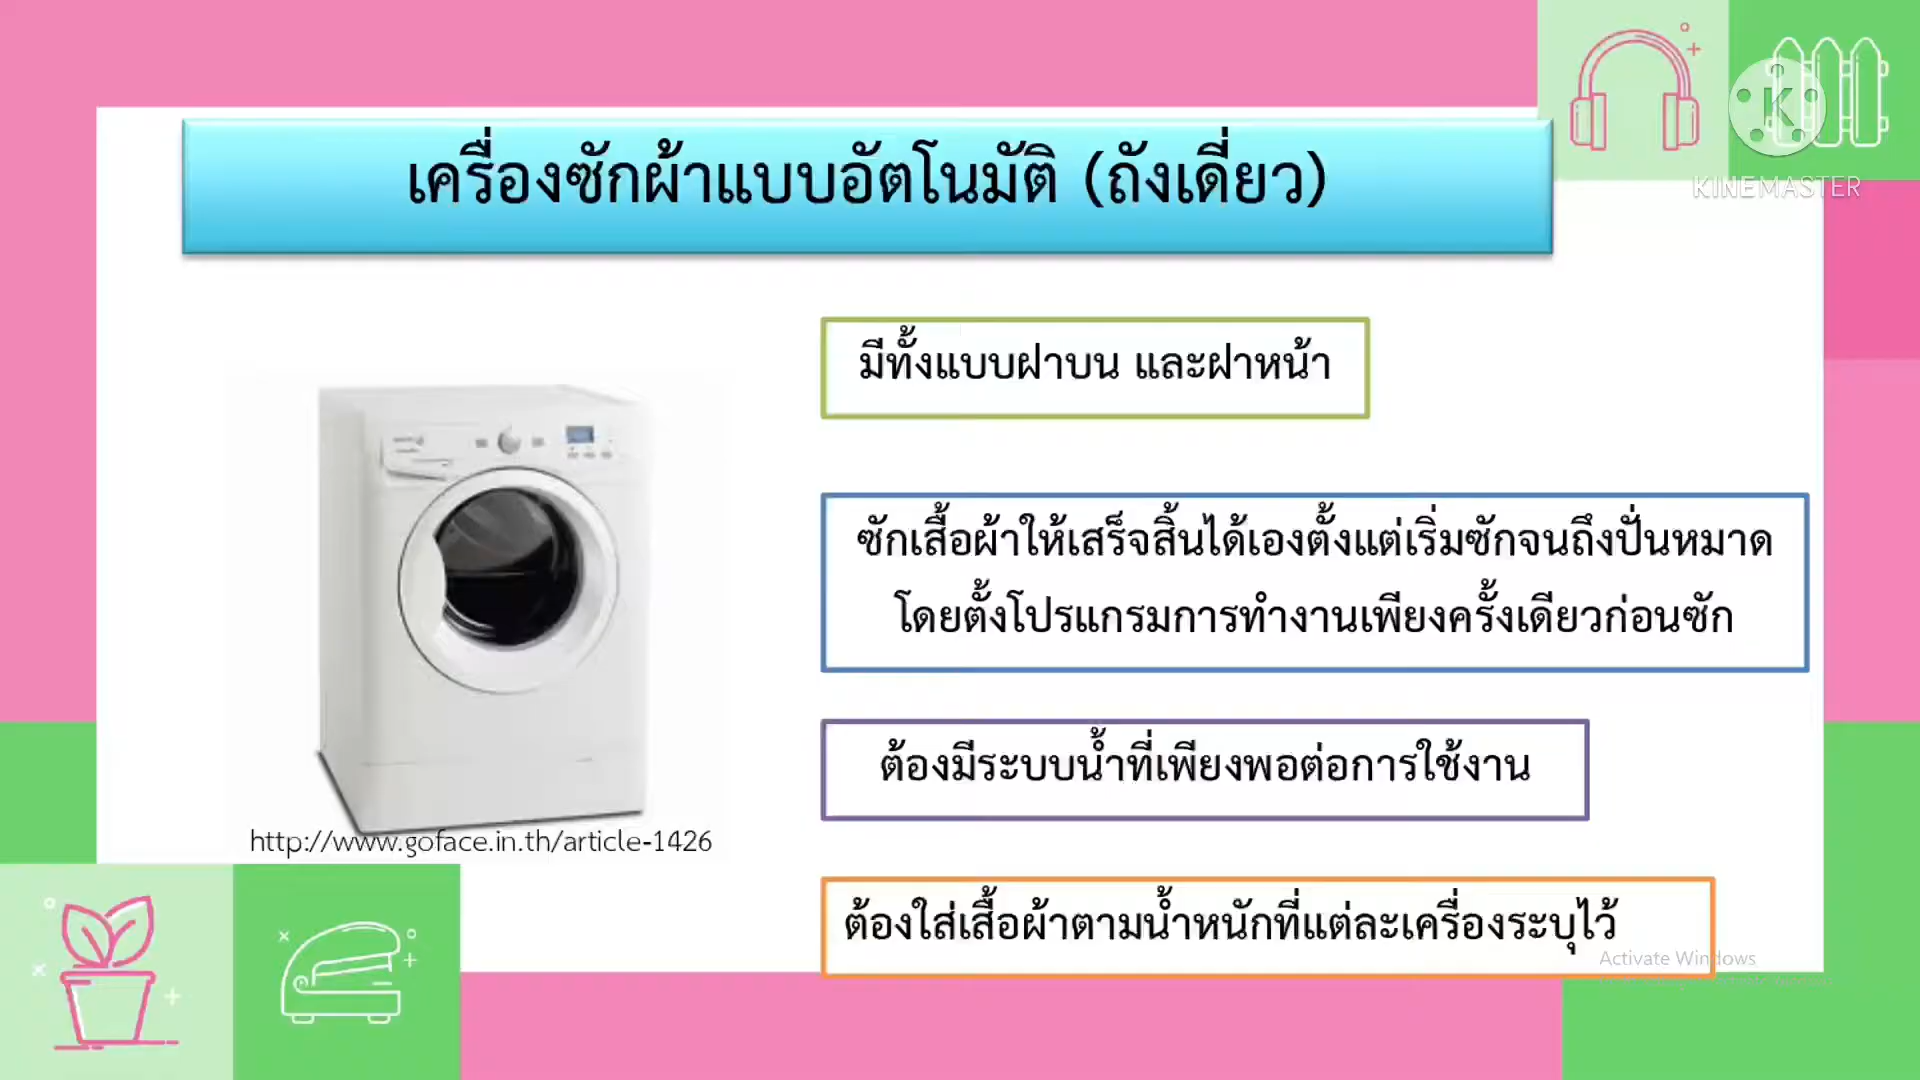 เครื่องซักผ้าแบบอัตโนมัติ (ถังเดี่ยว)
KINEMASTER
มีทั้งแบบฝาบน และฝาหน้า
ซักเสื้อผ้าให้เสร็จสิ้นได้เองตั้งแต่เริ่มซักจนถึงปั่นหมาด
โดยตั้งโปรแกรมการทำงานเพียงครั้งเดียวก่อนซัก
ต้องมีระบบน้ำที่เพียงพอต่อการใช้งาน
http://www.goface.in.th/article-1426
ต้องใส่เสื้อผ้าตามน้ำหนักที่แต่ละเครื่องระบุไว้
Activate Windows